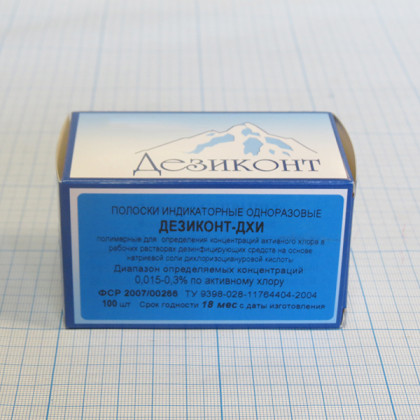 Дезиконт
ПОЛОСКИ ИНДИКАТОРНЫЕ ОДНОРАЗОВЫЕ
ДЕЗИКОНТ-ДХИ
полимерные для определения концентраций активного хлора в
рабочих растворах дезинфицирующих средств на основе
натриевой соли дихлоризоциануровой кислоты
Диапазон определяемых концентраций
0,015-0,3% по активному хлору
ФСР 2007/00266 ТУ 9398-028-11764404-2004
100 шт Срок годности 18 мес с даты изготовления